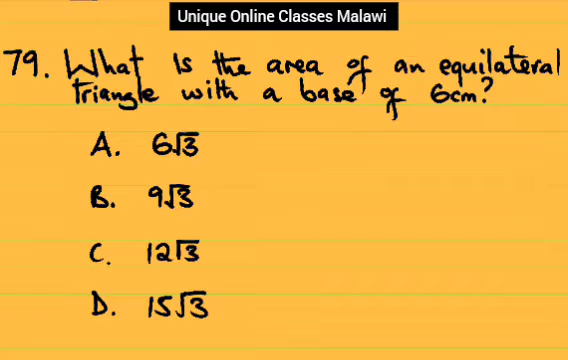 Unique Online Classes Malawi
79. What is the area of an equilateral
triangle with a base of 6cm?
A. 6√3
B. 9√3
C. 12√3
D. 15√3